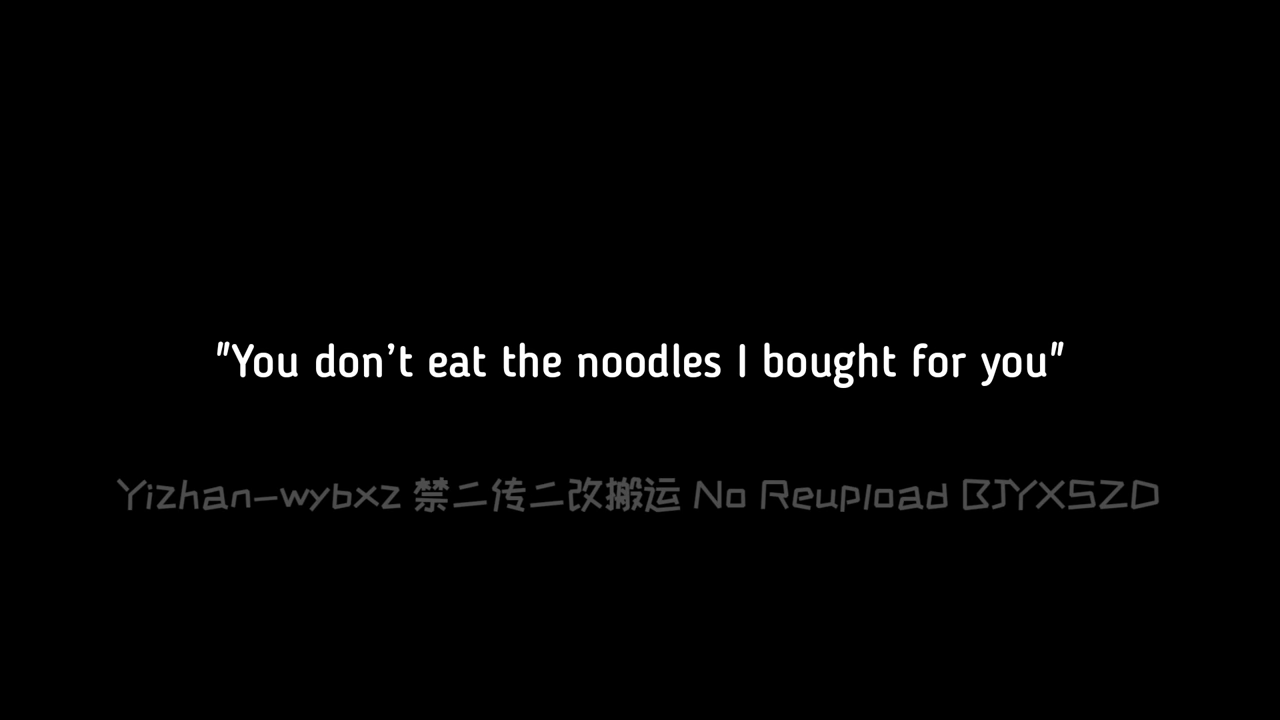 "You don’t eat the noodles I bought for you"
Yizhan-wybxz 禁二传二改搬运 No Reupload BJYXSZD